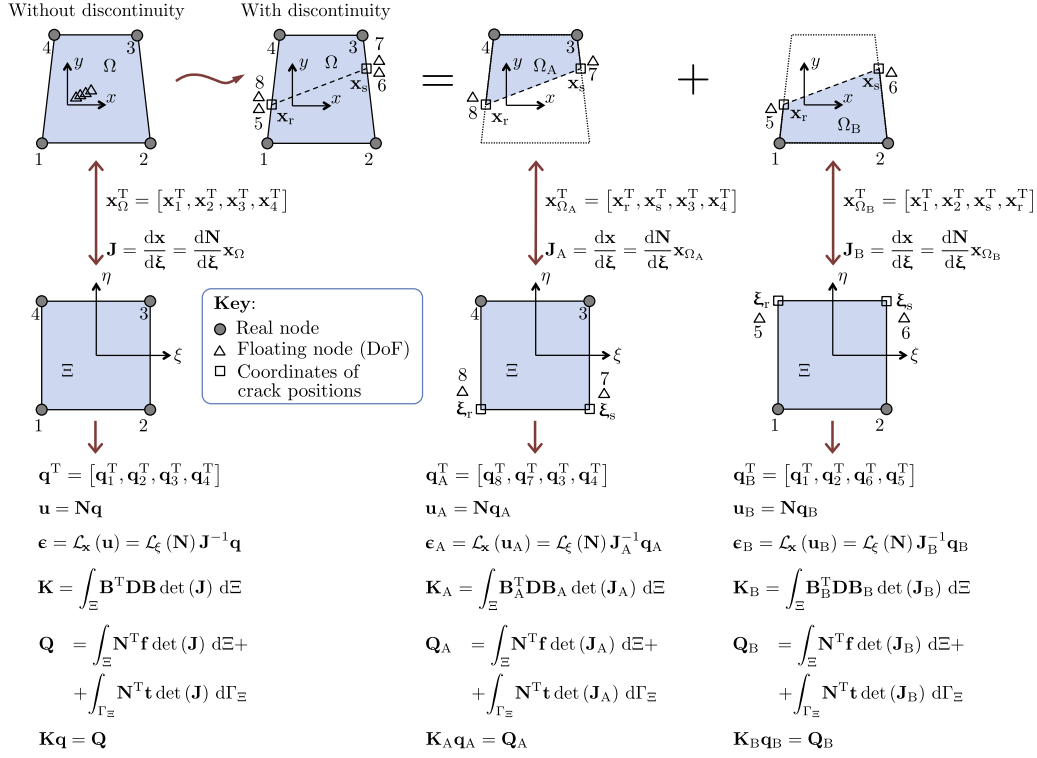 Without discontinuity
With discontinuity
4 3 y Ω x 1 2
4 3 7 y Ω x_s 6 8 x 5 x_r 1 2
=
4 3 Ω_A y x_s 7 x 8 x_r
+
y x_s 6 x 5 x_r Ω_B 1 2
x_Ω^T = [x_1^T, x_2^T, x_3^T, x_4^T]
J = dx/dξ = dN/dξ x_Ω
x_{Ω_A}^T = [x_r^T, x_s^T, x_3^T, x_4^T]
J_A = dx/dξ = dN/dξ x_{Ω_A}
x_{Ω_B}^T = [x_1^T, x_2^T, x_s^T, x_r^T]
J_B = dx/dξ = dN/dξ x_{Ω_B}
η 4 3 ξ Ξ 1 2
Key:
Real node
Floating node (DoF)
Coordinates of
crack positions
η 4 3 ξ Ξ 8 7 ξ_r ξ_s
η ξ_r ξ_s 5 6 ξ Ξ 1 2
q^T = [q_1^T, q_2^T, q_3^T, q_4^T]
u = Nq
ϵ = ℒ_x (u) = ℒ_ξ (N) J^{−1}q
K = ∫_Ξ B^T DB det (J) dΞ
Q = ∫_Ξ N^T f det (J) dΞ+
+∫_{Γ_Ξ} N^T t det (J) dΓ_Ξ
Kq = Q
q_A^T = [q_8^T, q_7^T, q_3^T, q_4^T]
u_A = Nq_A
ϵ_A = ℒ_x (u_A) = ℒ_ξ (N) J_A^{−1}q_A
K_A = ∫_Ξ B_A^T DB_A det (J_A) dΞ
Q_A = ∫_Ξ N^T f det (J_A) dΞ+
+∫_{Γ_Ξ} N^T t det (J_A) dΓ_Ξ
K_A q_A = Q_A
q_B^T = [q_1^T, q_2^T, q_6^T, q_5^T]
u_B = Nq_B
ϵ_B = ℒ_x (u_B) = ℒ_ξ (N) J_B^{−1}q_B
K_B = ∫_Ξ B_B^T DB_B det (J_B) dΞ
Q_B = ∫_Ξ N^T f det (J_B) dΞ+
+∫_{Γ_Ξ} N^T t det (J_B) dΓ_Ξ
K_B q_B = Q_B